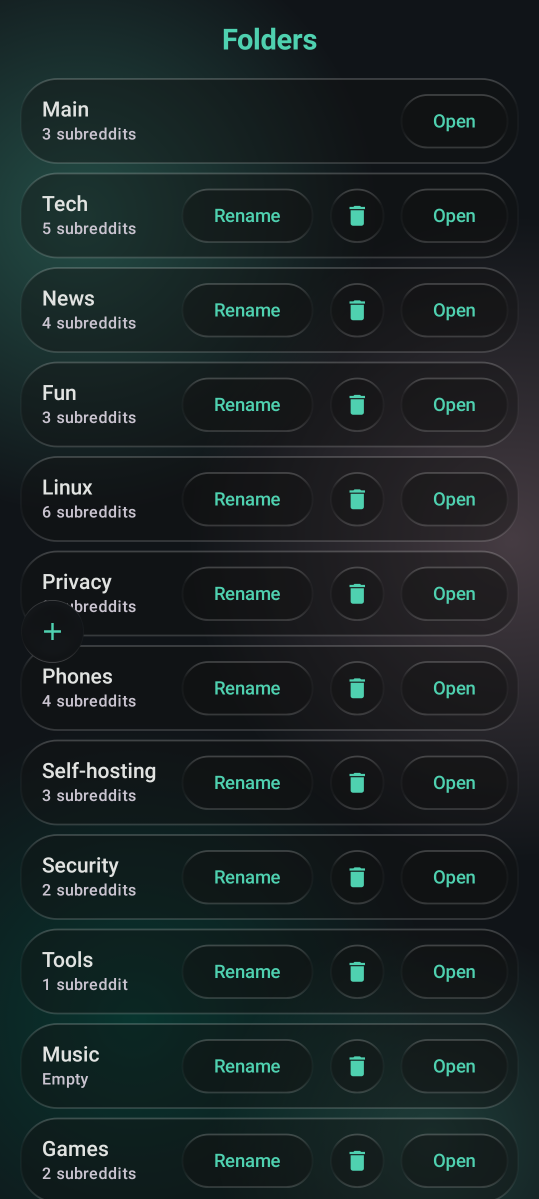 Folders
Main
3 subreddits
Open
Tech
5 subreddits
Rename
Open
News
4 subreddits
Rename
Open
Fun
3 subreddits
Rename
Open
Linux
6 subreddits
Rename
Open
Privacy
ubreddits
Rename
Open
+
Phones
4 subreddits
Rename
Open
Self-hosting
3 subreddits
Rename
Open
Security
2 subreddits
Rename
Open
Tools
1 subreddit
Rename
Open
Music
Empty
Rename
Open
Games
2 subreddits
Rename
Open